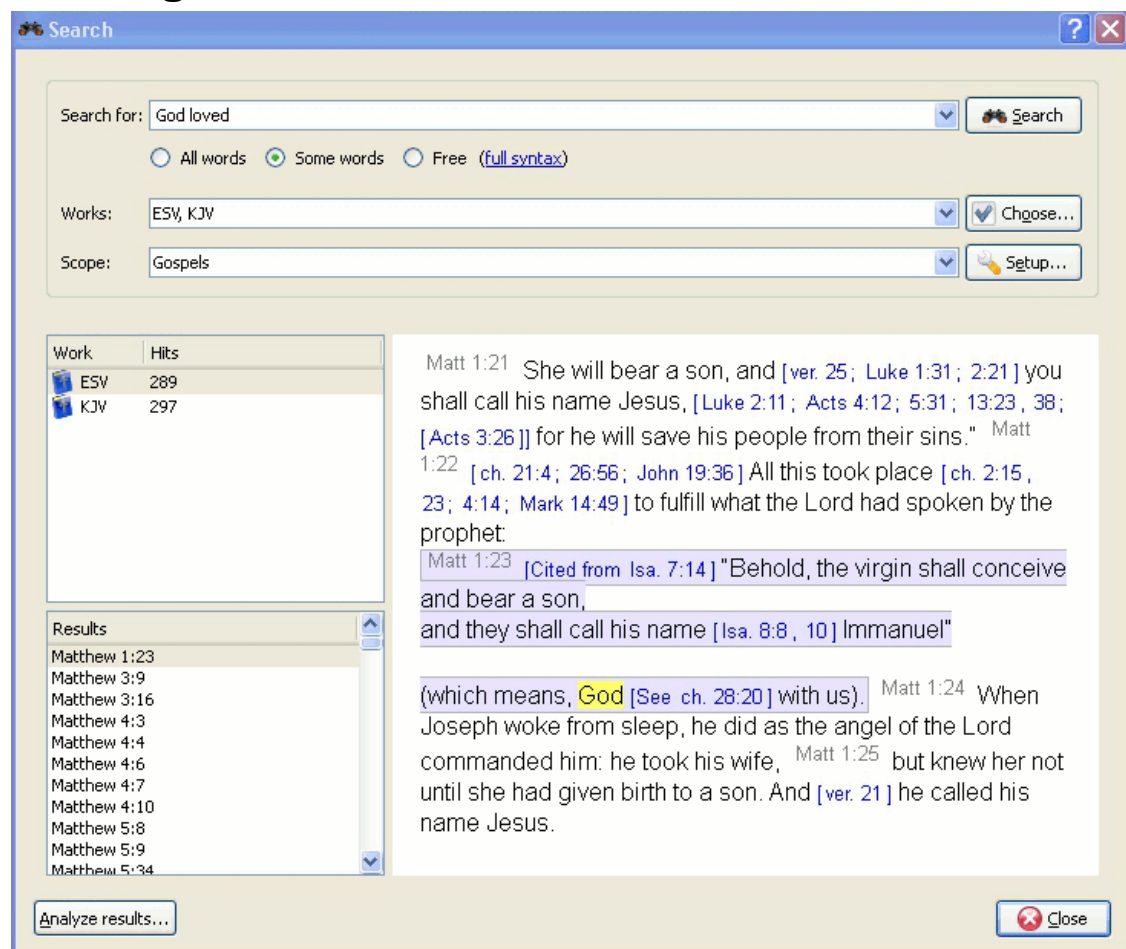 Search
Search for: God loved Search
All words Some words Free (full syntax)
Works: ESV, KJV Choose...
Scope: Gospels Setup...
Work Hits
ESV 289
KJV 297
Results
Matthew 1:23
Matthew 3:9
Matthew 3:16
Matthew 4:3
Matthew 4:4
Matthew 4:6
Matthew 4:7
Matthew 4:10
Matthew 5:8
Matthew 5:9
Matthew 5:34
Matt 1:21 She will bear a son, and [ver. 25; Luke 1:31; 2:21] you
shall call his name Jesus, [Luke 2:11; Acts 4:12; 5:31; 13:23, 38;
[Acts 3:26]] for he will save his people from their sins." Matt
1:22 [ch. 21:4; 26:56; John 19:36] All this took place [ch. 2:15,
23; 4:14; Mark 14:49] to fulfill what the Lord had spoken by the
prophet:
Matt 1:23 [Cited from Isa. 7:14] "Behold, the virgin shall conceive
and bear a son,
and they shall call his name [Isa. 8:8, 10] Immanuel"
(which means, God [See ch. 28:20] with us). Matt 1:24 When
Joseph woke from sleep, he did as the angel of the Lord
commanded him: he took his wife, Matt 1:25 but knew her not
until she had given birth to a son. And [ver. 21] he called his
name Jesus.
Analyze results... Close